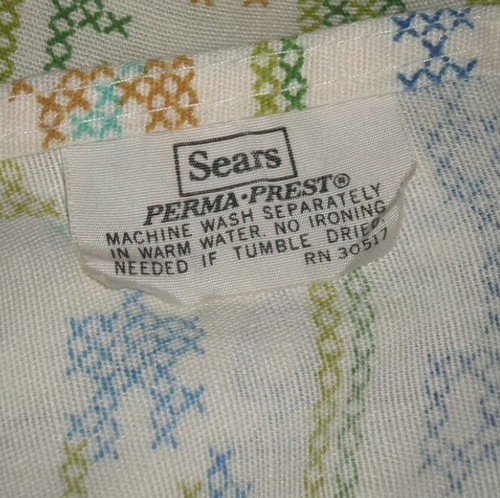 Sears
PERMA·PREST®
MACHINE WASH SEPARATELY
IN WARM WATER. NO IRONING
NEEDED IF TUMBLE DRIED.
RN 30517